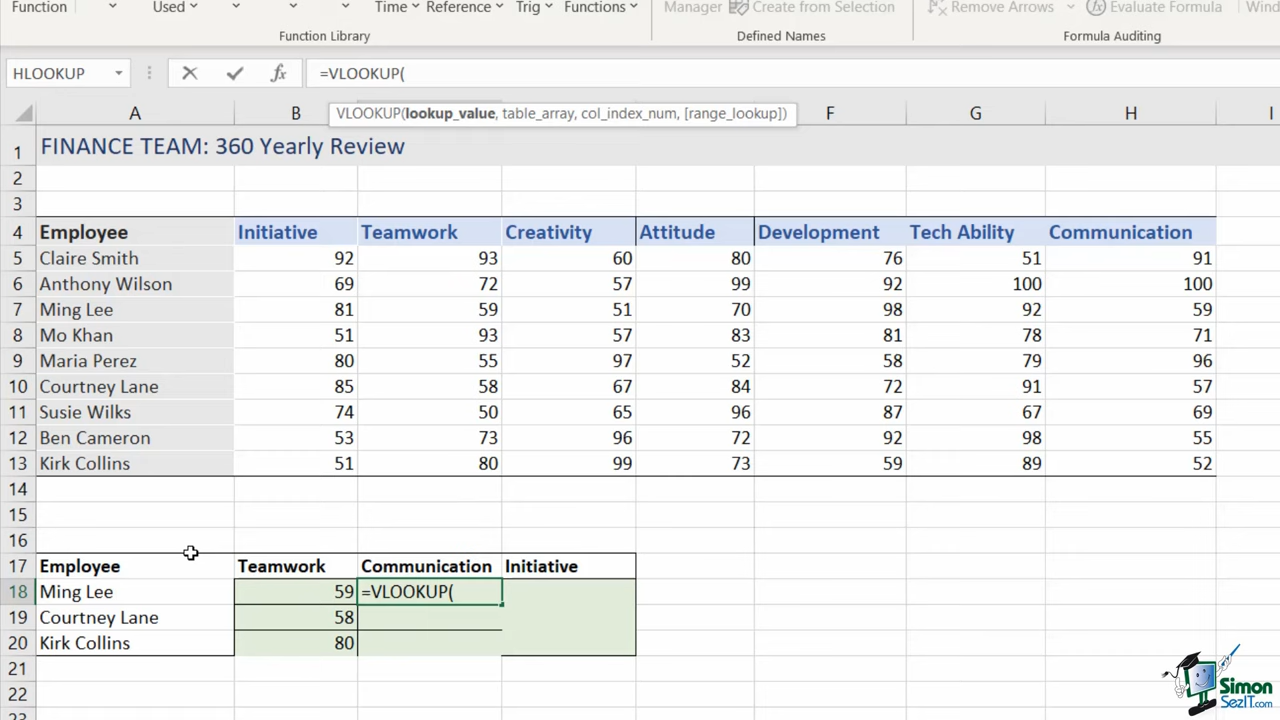 Function Used Time Reference Trig Functions Manager Create from Selection Remove Arrows Evaluate Formula Wind
Function Library Defined Names Formula Auditing
HLOOKUP fx =VLOOKUP(
VLOOKUP(lookup_value, table_array, col_index_num, [range_lookup])
A B F G H I
1 FINANCE TEAM: 360 Yearly Review
2
3
4 Employee Initiative Teamwork Creativity Attitude Development Tech Ability Communication
5 Claire Smith 92 93 60 80 76 51 91
6 Anthony Wilson 69 72 57 99 92 100 100
7 Ming Lee 81 59 51 70 98 92 59
8 Mo Khan 51 93 57 83 81 78 71
9 Maria Perez 80 55 97 52 58 79 96
10 Courtney Lane 85 58 67 84 72 91 57
11 Susie Wilks 74 50 65 96 87 67 69
12 Ben Cameron 53 73 96 72 92 98 55
13 Kirk Collins 51 80 99 73 59 89 52
14
15
16
17 Employee Teamwork Communication Initiative
18 Ming Lee 59 =VLOOKUP(
19 Courtney Lane 58
20 Kirk Collins 80
21
22
23
Simon
SezIT.com